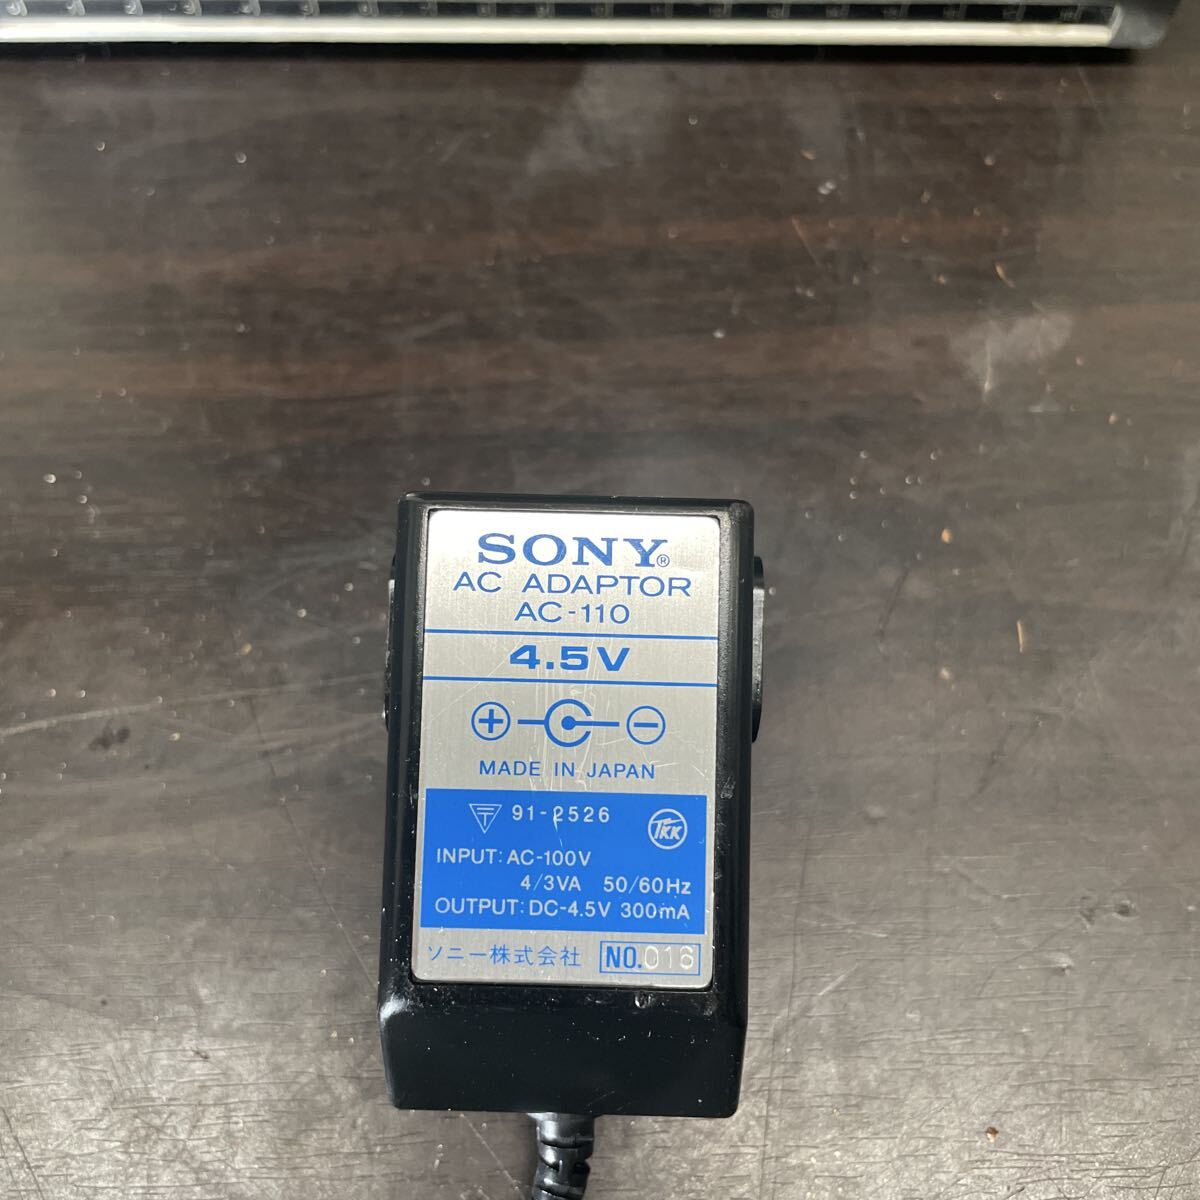 SONY®
AC ADAPTOR
AC-110
4.5V
MADE IN JAPAN
〒 91-2526 TKK
INPUT: AC-100V
4/3VA 50/60Hz
OUTPUT: DC-4.5V 300mA
ソニー株式会社 NO.016